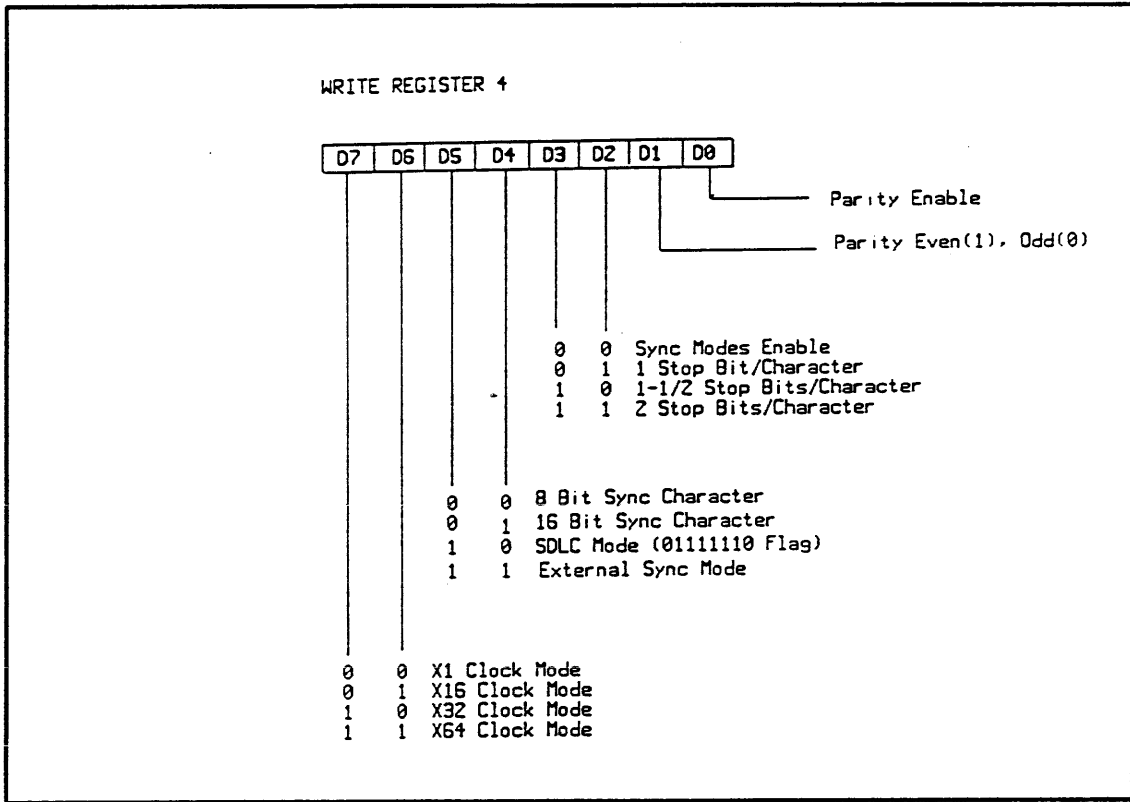 WRITE REGISTER 4
D7 D6 D5 D4 D3 D2 D1 D0
Parity Enable
Parity Even(1), Odd(0)
0 0 Sync Modes Enable
0 1 1 Stop Bit/Character
1 0 1-1/2 Stop Bits/Character
1 1 2 Stop Bits/Character
0 0 8 Bit Sync Character
0 1 16 Bit Sync Character
1 0 SDLC Mode (01111110 Flag)
1 1 External Sync Mode
0 0 X1 Clock Mode
0 1 X16 Clock Mode
1 0 X32 Clock Mode
1 1 X64 Clock Mode